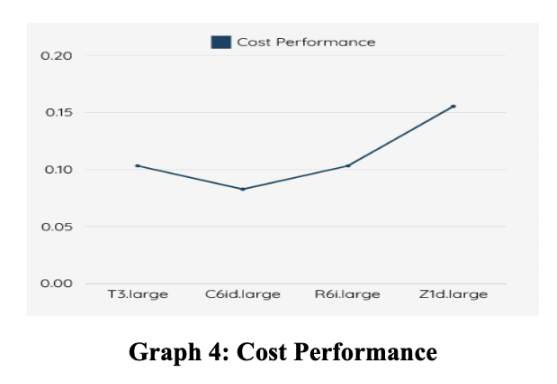 Cost Performance
0.20
0.15
0.10
0.05
0.00
T3.large C6id.large R6i.large Z1d.large
Graph 4: Cost Performance